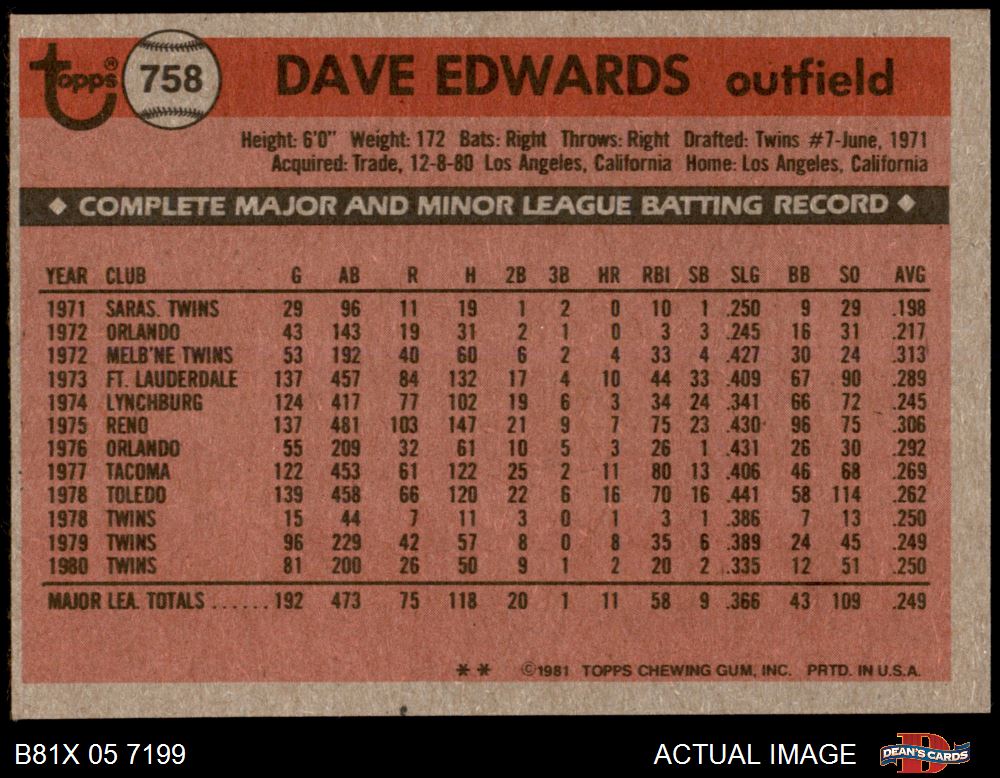 topps® 758 DAVE EDWARDS outfield
Height: 6'0" Weight: 172 Bats: Right Throws: Right Drafted: Twins #7-June, 1971
Acquired: Trade, 12-8-80 Los Angeles, California Home: Los Angeles, California
◆ COMPLETE MAJOR AND MINOR LEAGUE BATTING RECORD ◆
YEAR CLUB G AB R H 2B 3B HR RBI SB SLG BB SO AVG
1971 SARAS. TWINS 29 96 11 19 1 2 0 10 1 .250 9 29 .198
1972 ORLANDO 43 143 19 31 2 1 0 3 3 .245 16 31 .217
1972 MELB'NE TWINS 53 192 40 60 6 2 4 33 4 .427 30 24 .313
1973 FT. LAUDERDALE 137 457 84 132 17 4 10 44 33 .409 67 90 .289
1974 LYNCHBURG 124 417 77 102 19 6 3 34 24 .341 66 72 .245
1975 RENO 137 481 103 147 21 9 7 75 23 .430 96 75 .306
1976 ORLANDO 55 209 32 61 10 5 3 26 1 .431 26 30 .292
1977 TACOMA 122 453 61 122 25 2 11 80 13 .406 46 68 .269
1978 TOLEDO 139 458 66 120 22 6 16 70 16 .441 58 114 .262
1978 TWINS 15 44 7 11 3 0 1 3 1 .386 7 13 .250
1979 TWINS 96 229 42 57 8 0 8 35 6 .389 24 45 .249
1980 TWINS 81 200 26 50 9 1 2 20 2 .335 12 51 .250
MAJOR LEA. TOTALS ...... 192 473 75 118 20 1 11 58 9 .366 43 109 .249
** ©1981 TOPPS CHEWING GUM, INC. PRTD. IN U.S.A.
B81X 05 7199 ACTUAL IMAGE DEAN'S CARDS